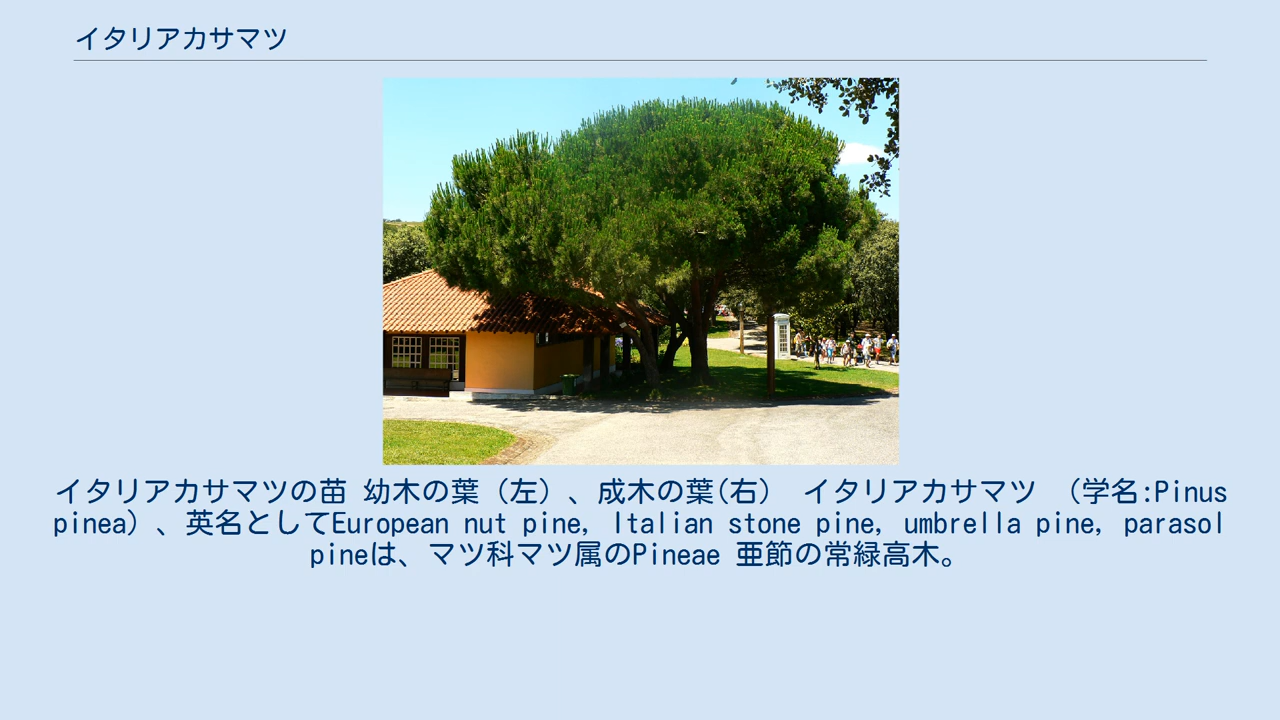 イタリアカサマツ
イタリアカサマツの苗 幼木の葉（左）、成木の葉(右） イタリアカサマツ （学名:Pinus
pinea）、英名としてEuropean nut pine, Italian stone pine, umbrella pine, parasol
pineは、マツ科マツ属のPineae 亜節の常緑高木。